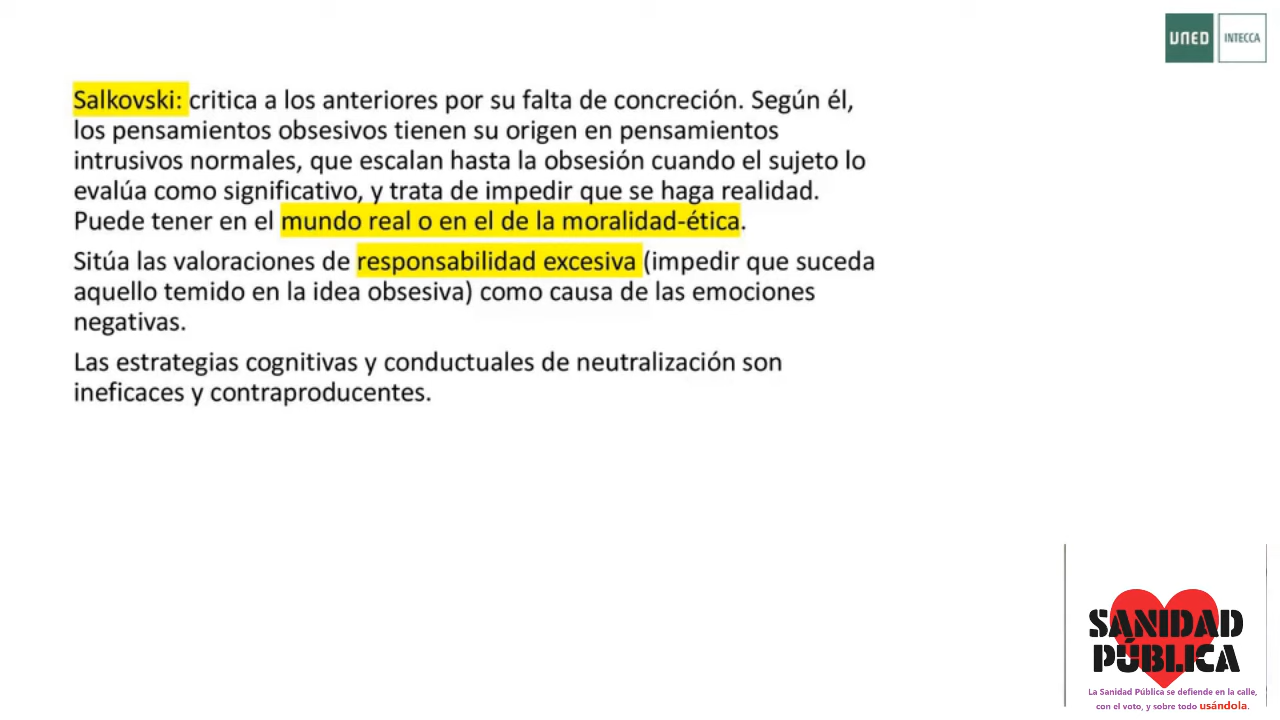 UNED INTECCA
Salkovski: critica a los anteriores por su falta de concreción. Según él,
los pensamientos obsesivos tienen su origen en pensamientos
intrusivos normales, que escalan hasta la obsesión cuando el sujeto lo
evalúa como significativo, y trata de impedir que se haga realidad.
Puede tener en el mundo real o en el de la moralidad-ética.
Sitúa las valoraciones de responsabilidad excesiva (impedir que suceda
aquello temido en la idea obsesiva) como causa de las emociones
negativas.
Las estrategias cognitivas y conductuales de neutralización son
ineficaces y contraproducentes.
SANIDAD
PÚBLICA
La Sanidad Pública se defiende en la calle,
con el voto, y sobre todo usándola.